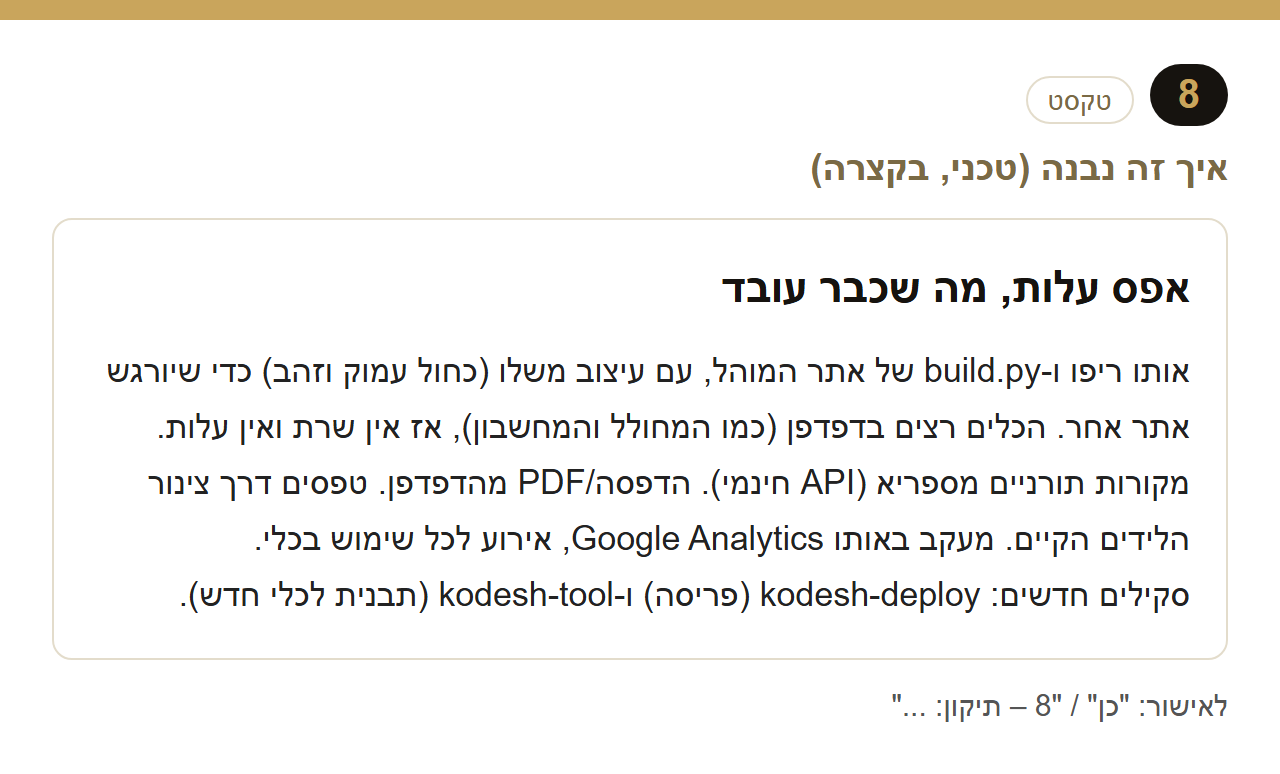 8
טקסט
איך זה נבנה (טכני, בקצרה)
אפס עלות, מה שכבר עובד
אותו ריפו ו-build.py של אתר המוהל, עם עיצוב משלו (כחול עמוק וזהב) כדי שיורגש
אתר אחר. הכלים רצים בדפדפן (כמו המחולל והמחשבון), אז אין שרת ואין עלות.
מקורות תורניים מספריא (API חינמי). הדפסה/PDF מהדפדפן. טפסים דרך צינור
הלידים הקיים. מעקב באותו Google Analytics, אירוע לכל שימוש בכלי.
סקילים חדשים: kodesh-deploy (פריסה) ו-kodesh-tool (תבנית לכלי חדש).
לאישור: "כן" / "8 – תיקון: ..."